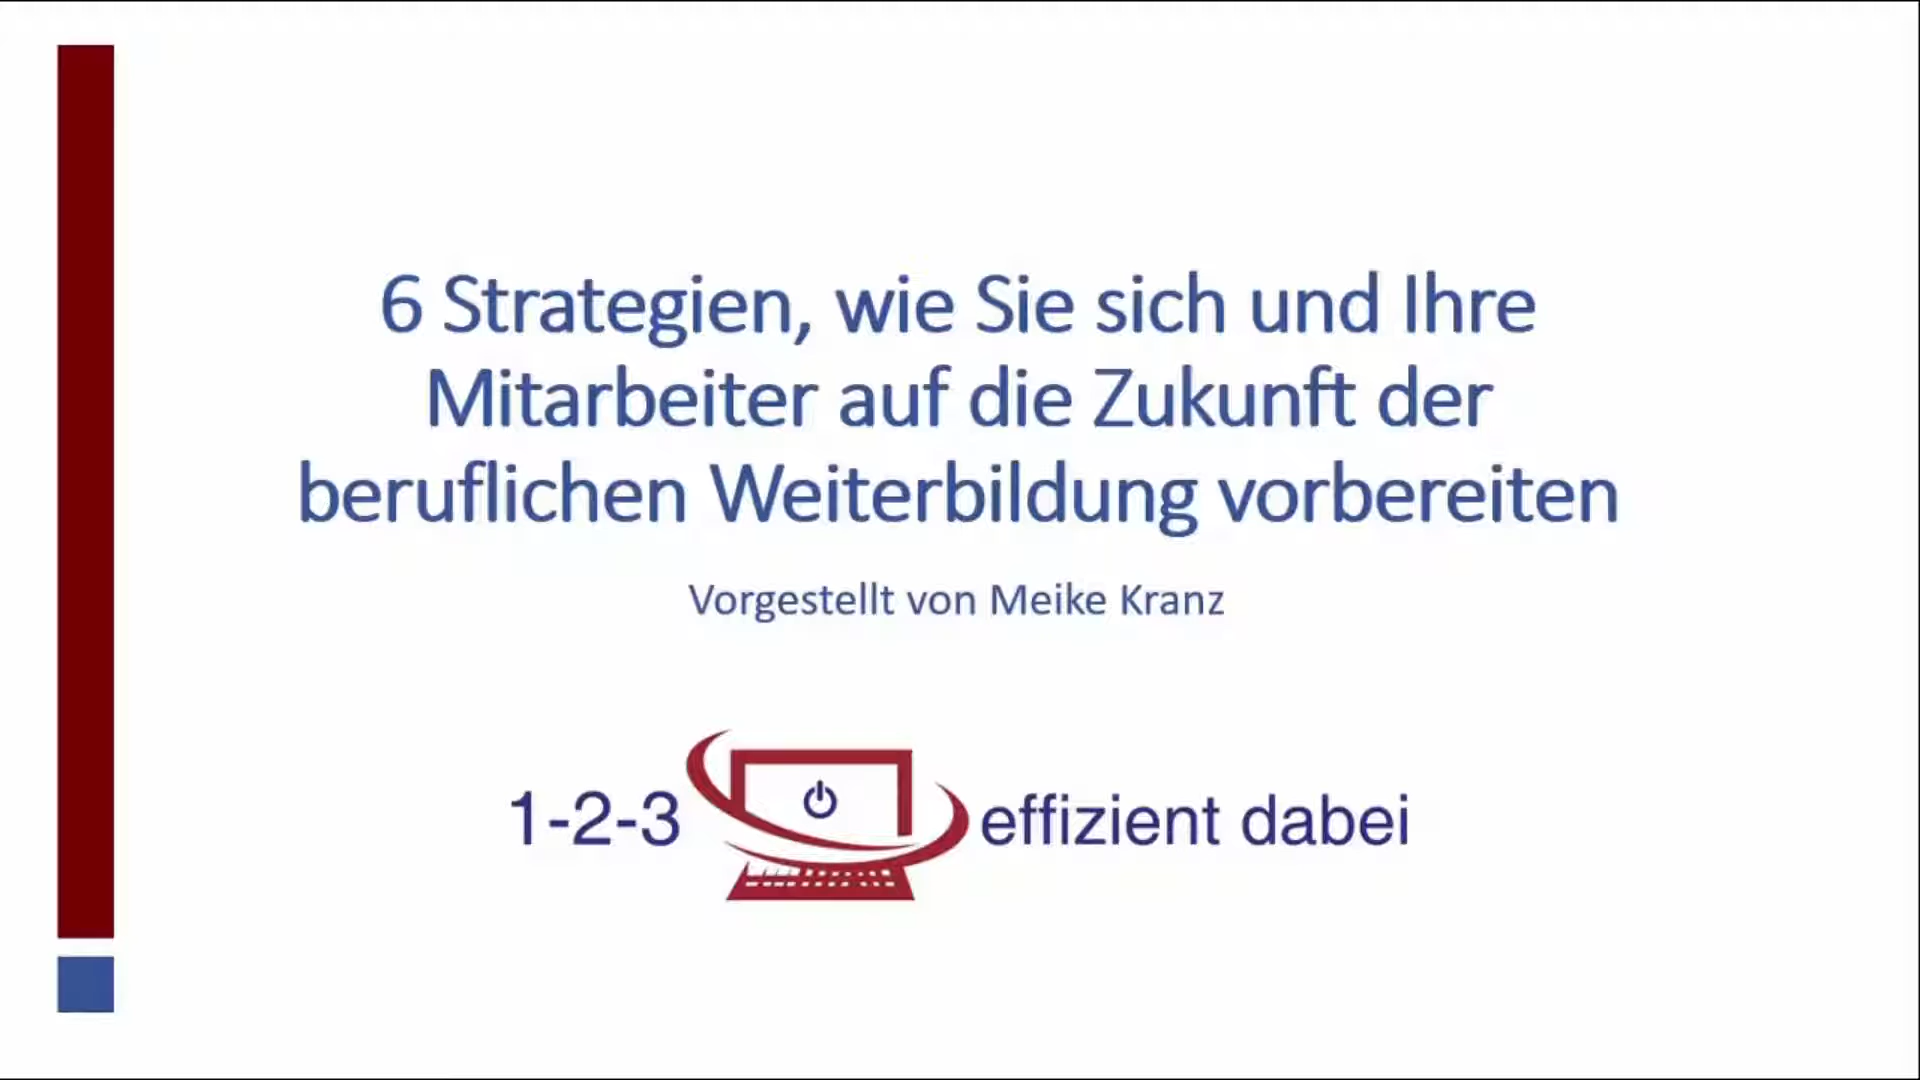 6 Strategien, wie Sie sich und Ihre
Mitarbeiter auf die Zukunft der
beruflichen Weiterbildung vorbereiten
Vorgestellt von Meike Kranz
1-2-3 effizient dabei